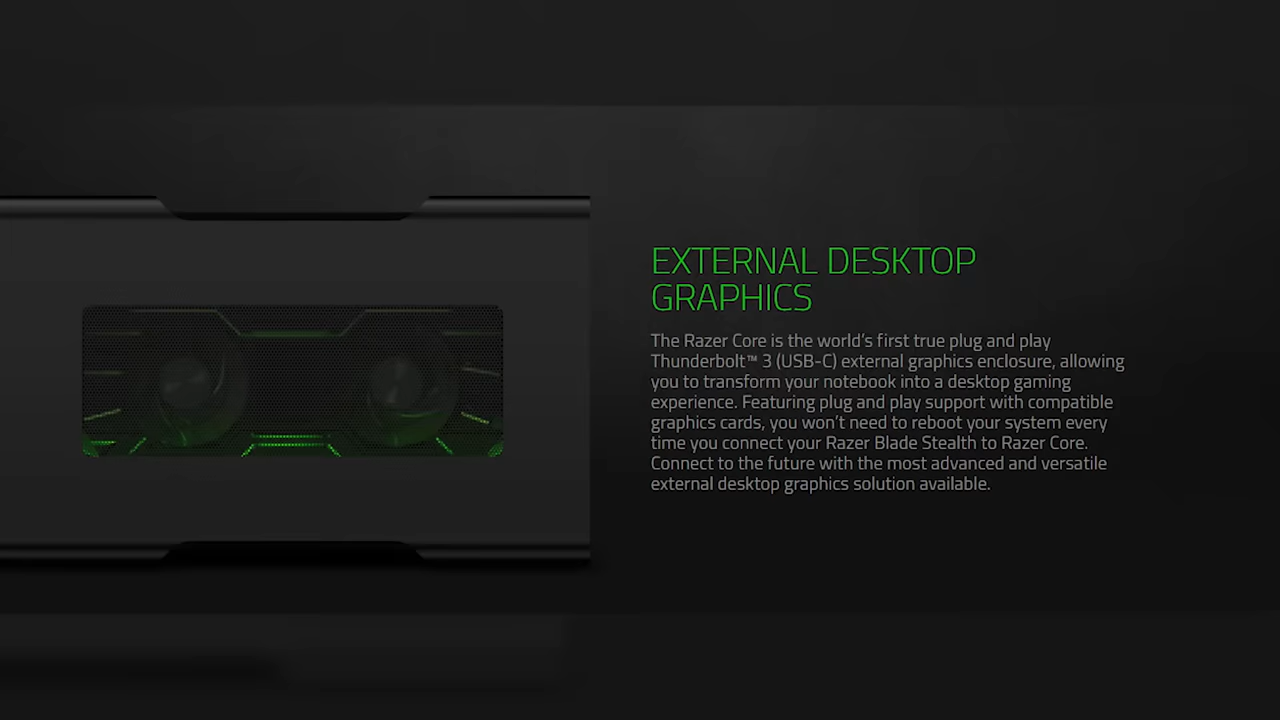 EXTERNAL DESKTOP
GRAPHICS
The Razer Core is the world’s first true plug and play
Thunderbolt™ 3 (USB-C) external graphics enclosure, allowing
you to transform your notebook into a desktop gaming
experience. Featuring plug and play support with compatible
graphics cards, you won’t need to reboot your system every
time you connect your Razer Blade Stealth to Razer Core.
Connect to the future with the most advanced and versatile
external desktop graphics solution available.